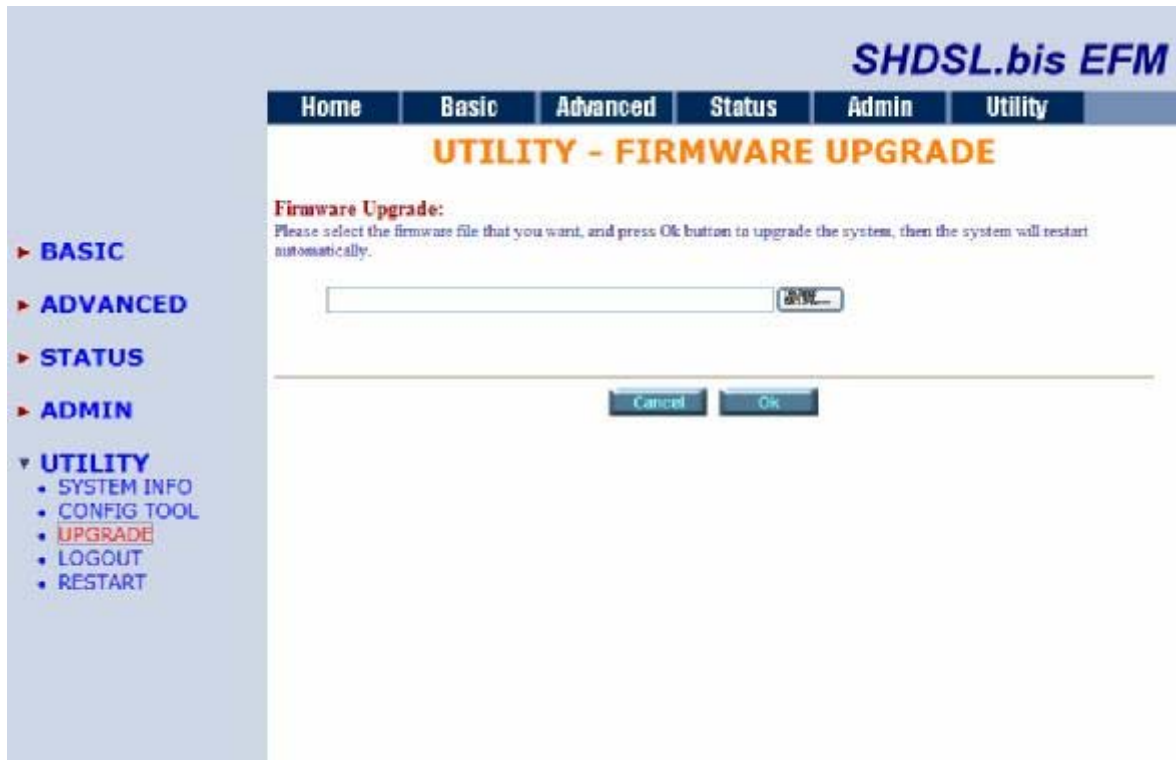 SHDSL.bis EFM
Home Basic Advanced Status Admin Utility
UTILITY - FIRMWARE UPGRADE
Firmware Upgrade:
Please select the firmware file that you want, and press Ok button to upgrade the system, then the system will restart
automatically.
Cancel Ok
BASIC
ADVANCED
STATUS
ADMIN
UTILITY
SYSTEM INFO
CONFIG TOOL
UPGRADE
LOGOUT
RESTART